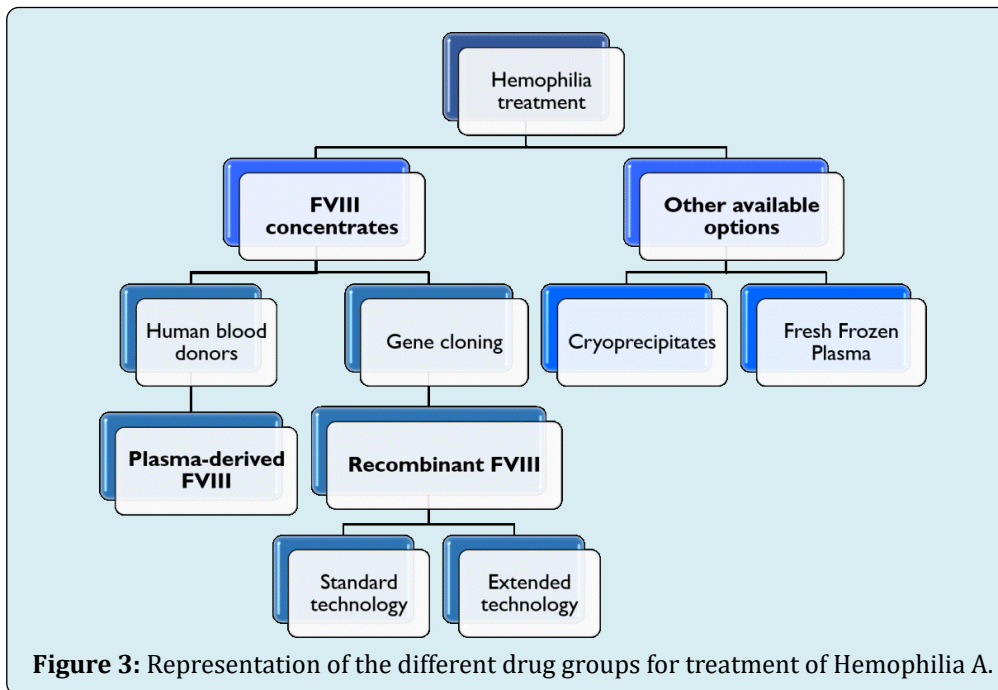 Hemophilia
treatment
FVIII
concentrates
Other available
options
Human blood
donors
Gene cloning
Cryoprecipitates
Fresh Frozen
Plasma
Plasma-derived
FVIII
Recombinant FVIII
Standard
technology
Extended
technology
Figure 3: Representation of the different drug groups for treatment of Hemophilia A.